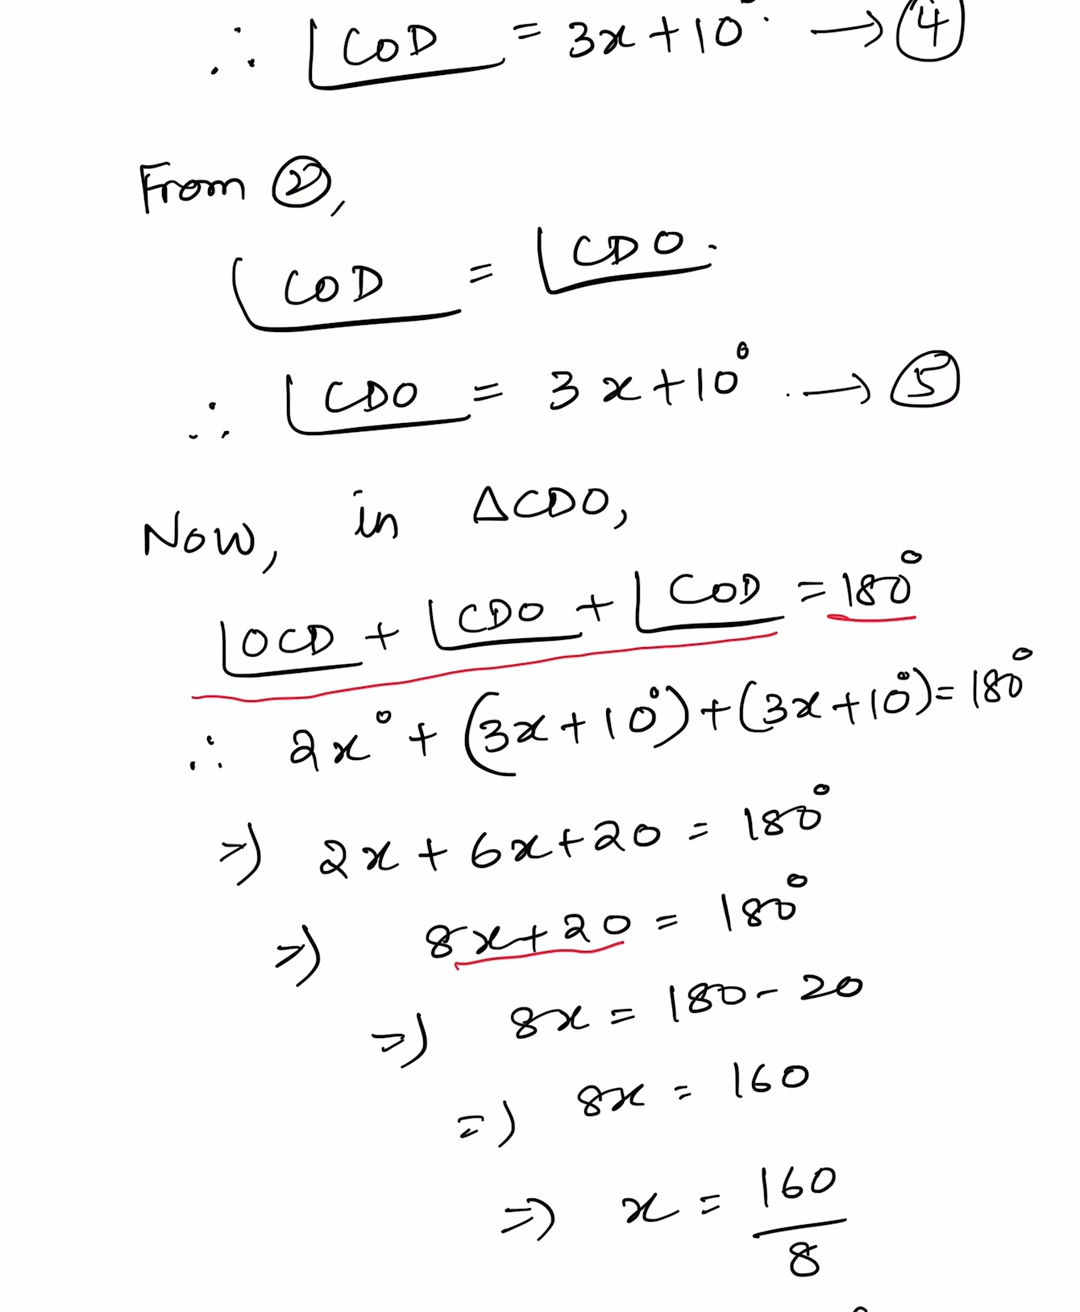 ∴ ∠COD = 3x+10° → ④
From ②,
∠COD = ∠CDO.
∴ ∠CDO = 3x+10° → ⑤
Now, in △CDO,
∠OCD + ∠CDO + ∠COD = 180°
∴ 2x° + (3x+10°)+(3x+10°)= 180°
⇒ 2x + 6x+20 = 180°
⇒ 8x+20 = 180°
⇒ 8x = 180-20
⇒ 8x = 160
⇒ x = 160/8